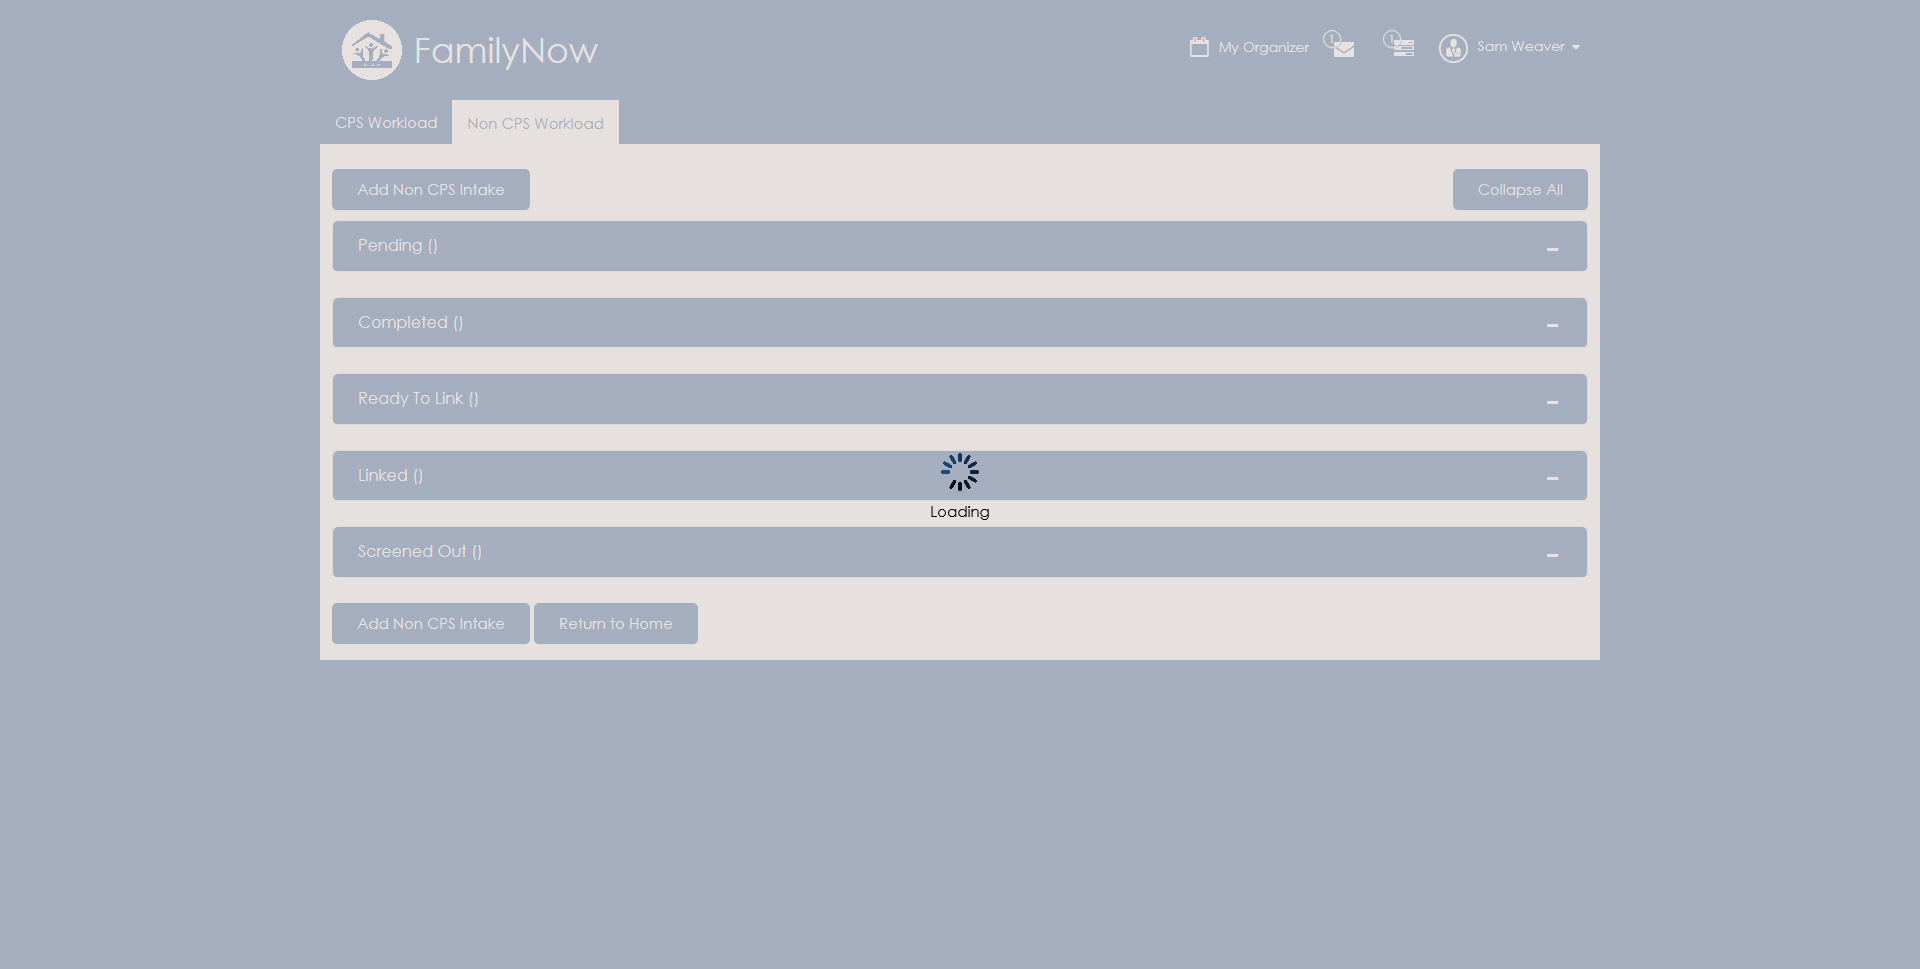 FamilyNow
My Organizer
1
1
Sam Weaver
CPS Workload
Non CPS Workload
Add Non CPS Intake
Collapse All
Pending ()
Completed ()
Ready To Link ()
Linked ()
Loading
Screened Out ()
Add Non CPS Intake
Return to Home